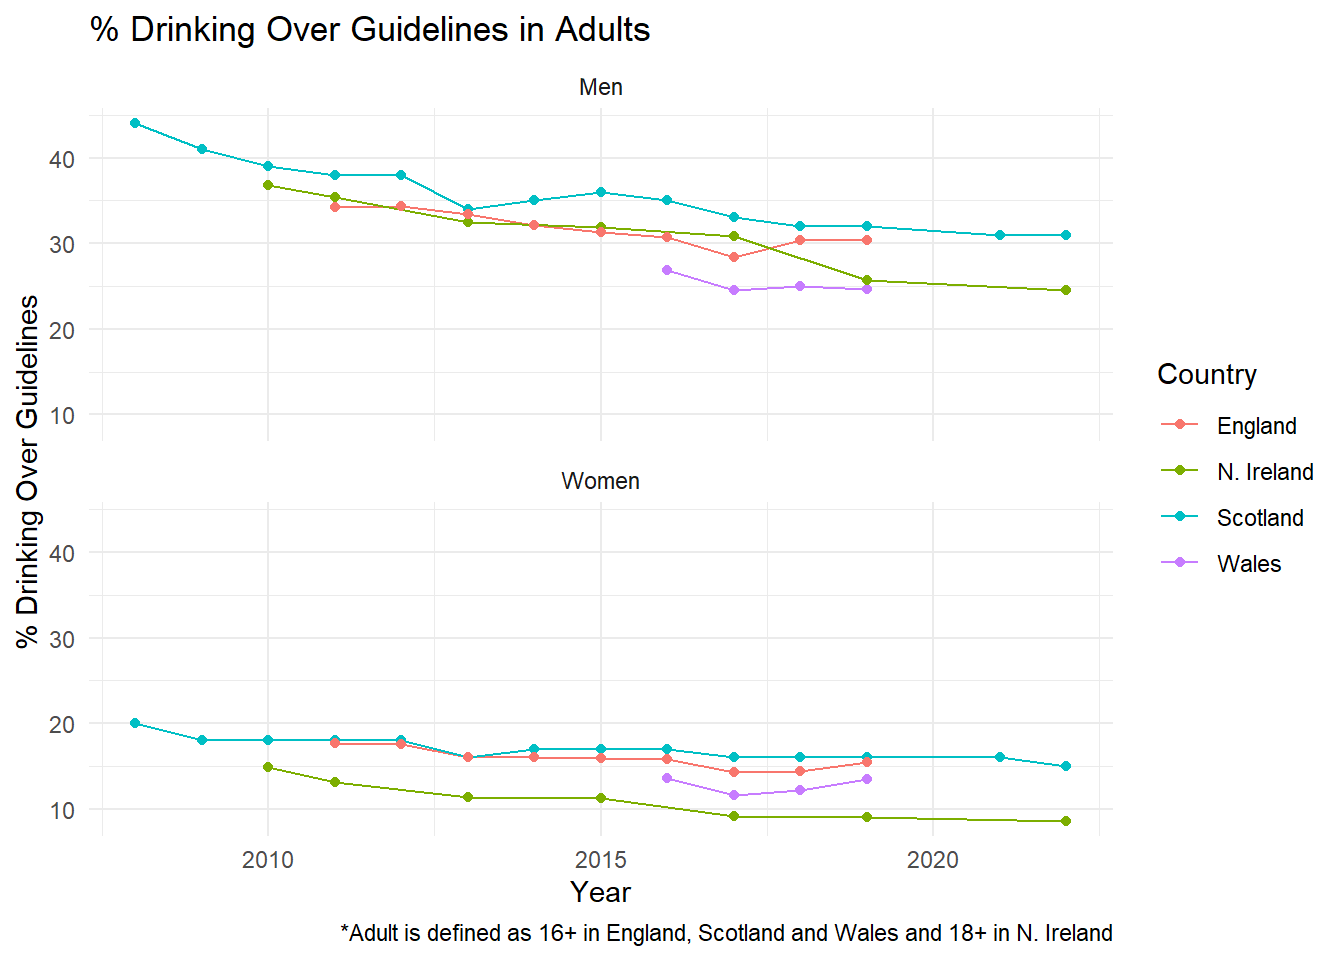 % Drinking Over Guidelines in Adults
Men
40
30
20
10
% Drinking Over Guidelines
Women
40
30
20
10
2010 2015 2020
Year
Country
England
N. Ireland
Scotland
Wales
*Adult is defined as 16+ in England, Scotland and Wales and 18+ in N. Ireland